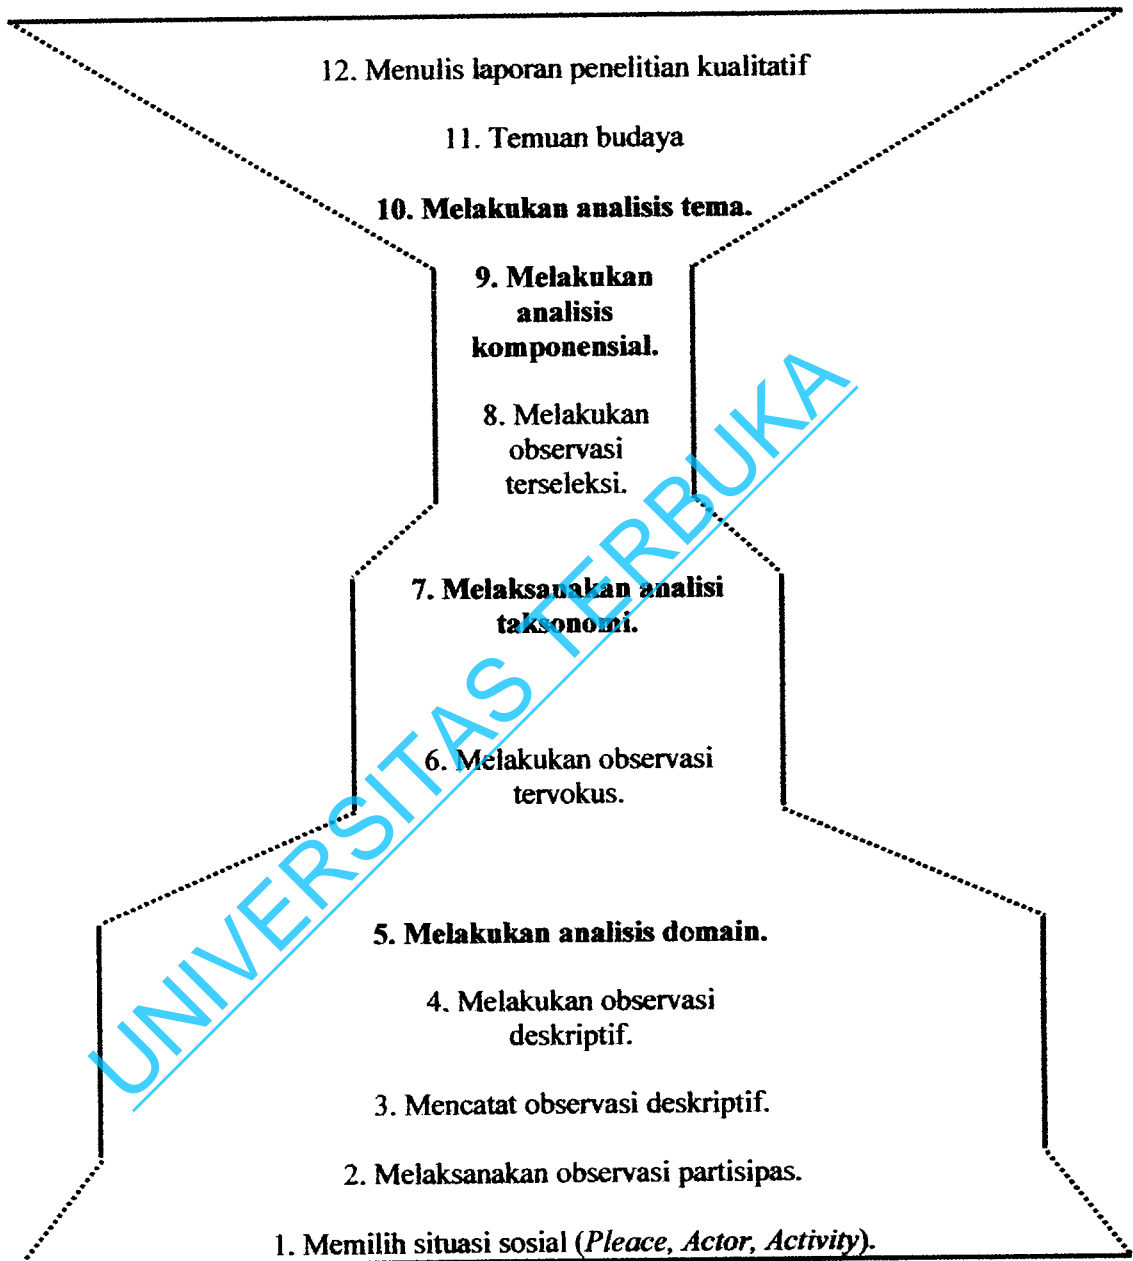 12. Menulis laporan penelitian kualitatif
11. Temuan budaya
10. Melakukan analisis tema.
9. Melakukan
analisis
komponensial.
8. Melakukan
observasi
terseleksi.
7. Melaksanakan analisi
taksonomi.
6. Melakukan observasi
tervokus.
5. Melakukan analisis domain.
4. Melakukan observasi
deskriptif.
3. Mencatat observasi deskriptif.
2. Melaksanakan observasi partisipas.
1. Memilih situasi sosial (Pleace, Actor, Activity).
UNIVERSITAS TERBUKA